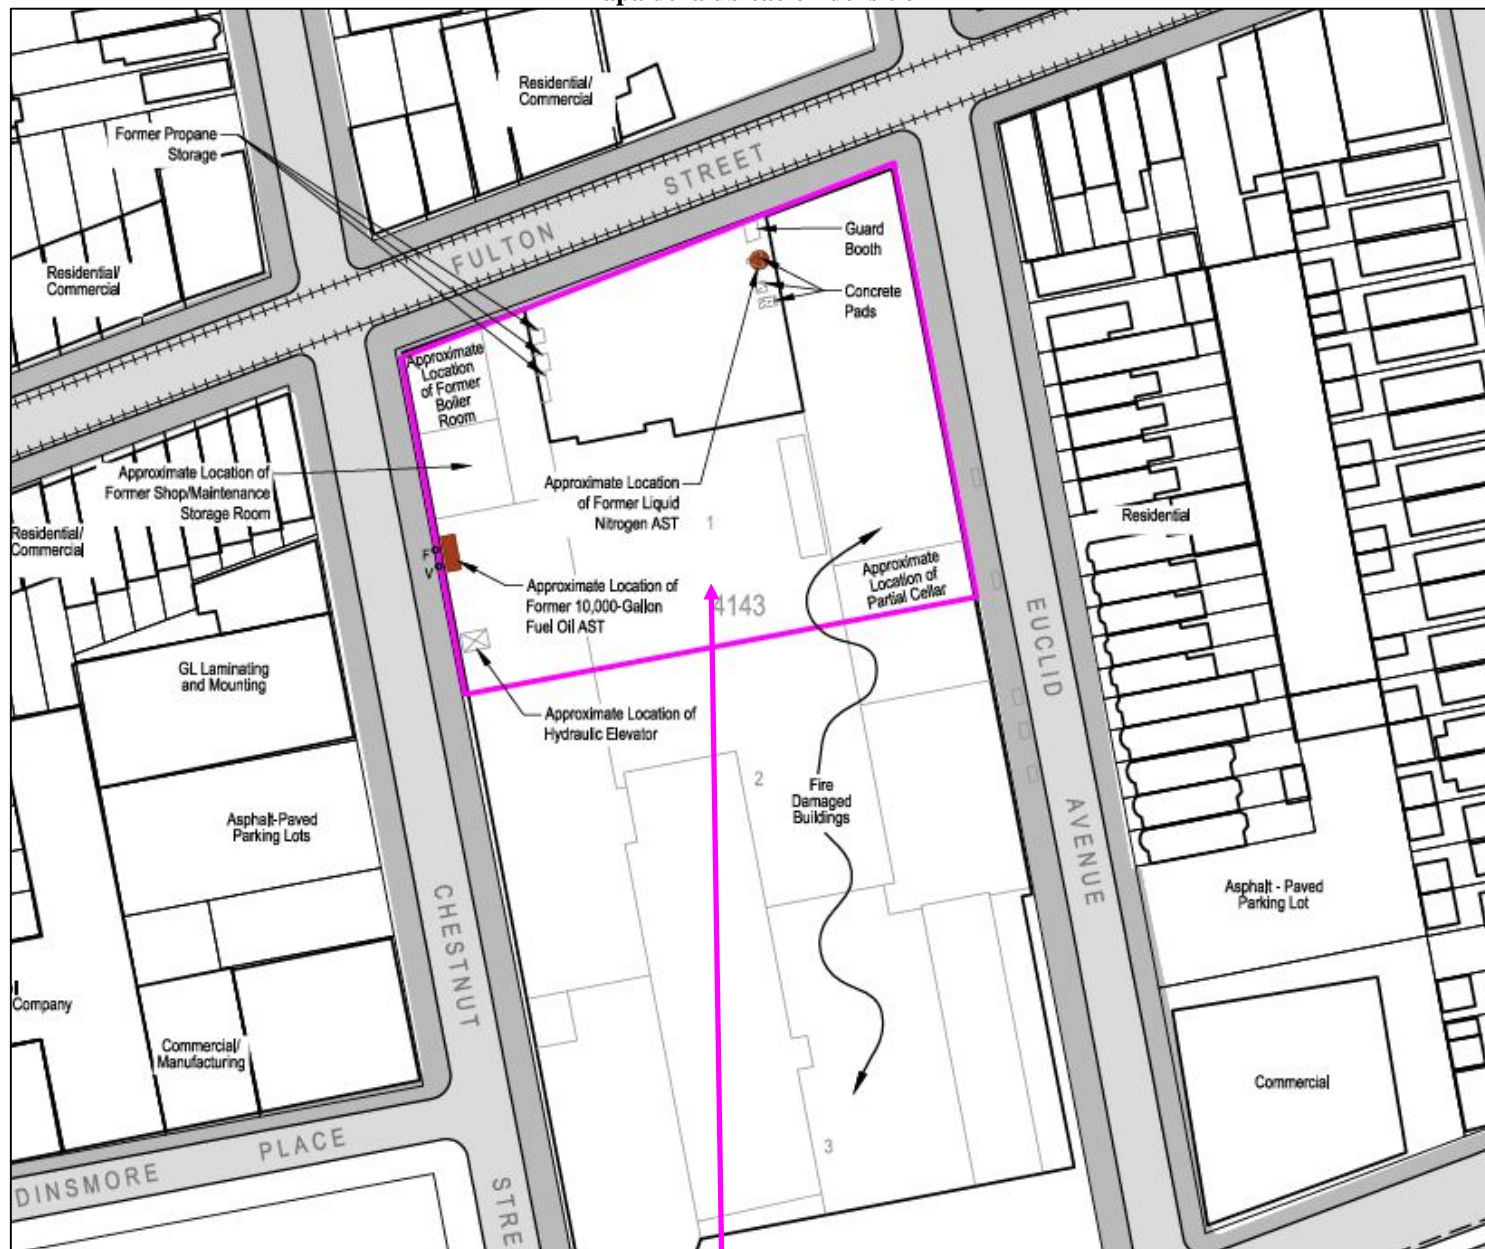 Residential/
Commercial
Former Propane
Storage
STREET
FULTON
Guard
Booth
Residential/
Commercial
Concrete
Pads
Approximate
Location
of Former
Boiler
Room
Approximate Location of
Former Shop/Maintenance
Storage Room
Approximate Location
of Former Liquid
Nitrogen AST
1
Residential
Residential/
Commercial
F
V
Approximate Location of
Former 10,000-Gallon
Fuel Oil AST
Approximate
Location of
Partial Cellar
4143
EUCLID
AVENUE
GL Laminating
and Mounting
Approximate Location of
Hydraulic Elevator
2
Fire
Damaged
Buildings
Asphalt-Paved
Parking Lots
Asphalt - Paved
Parking Lot
CHESTNUT
Company
Commercial/
Manufacturing
Commercial
3
DINSMORE PLACE
STRE